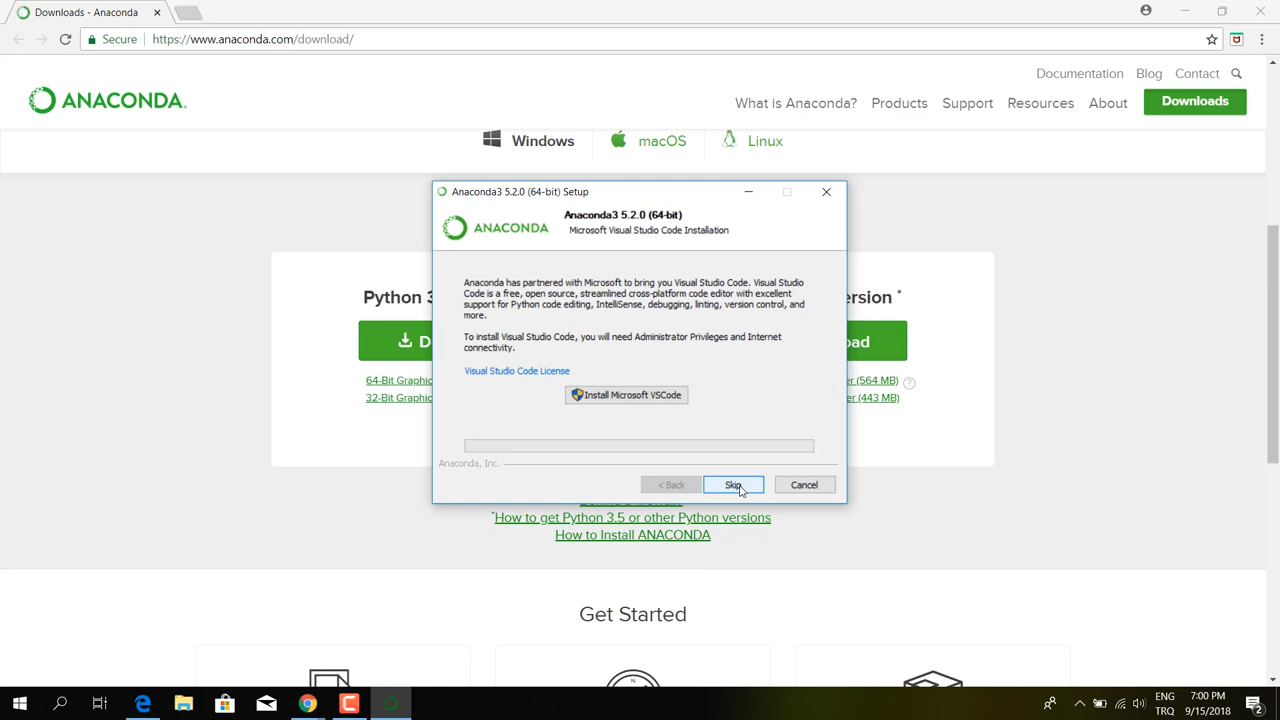 Downloads - Anaconda
Secure https://www.anaconda.com/download/
Documentation Blog Contact
ANACONDA.
What is Anaconda? Products Support Resources About Downloads
Windows macOS Linux
Anaconda3 5.2.0 (64-bit) Setup
ANACONDA
Anaconda3 5.2.0 (64-bit)
Microsoft Visual Studio Code Installation
Anaconda has partnered with Microsoft to bring you Visual Studio Code. Visual Studio
Code is a free, open source, streamlined cross-platform code editor with excellent
support for Python code editing, IntelliSense, debugging, linting, version control, and
more.
To install Visual Studio Code, you will need Administrator Privileges and Internet
connectivity.
Visual Studio Code License
Install Microsoft VSCode
Anaconda, Inc.
< Back Skip Cancel
Python 3
ersion *
D
oad
64-Bit Graphic
er (564 MB) ?
32-Bit Graphic
er (443 MB)
*How to get Python 3.5 or other Python versions
How to Install ANACONDA
Get Started
N
ENG
TRQ
7:00 PM
9/15/2018
2